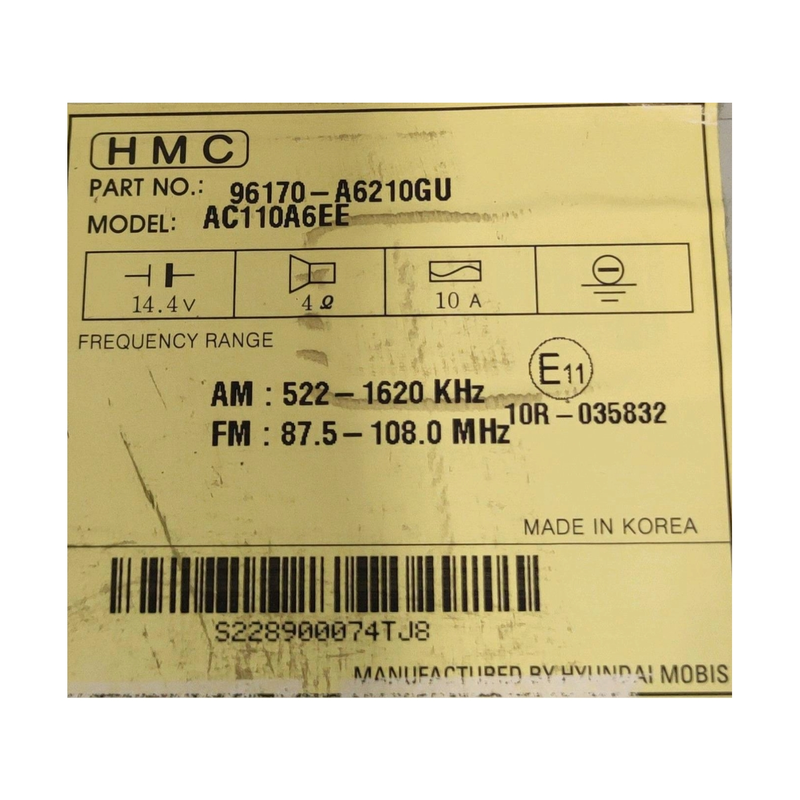 HMC
PART NO.: 96170-A6210GU
MODEL: AC110A6EE
14.4V 4 Ω 10 A
FREQUENCY RANGE
E11
AM : 522-1620 KHz
10R-035832
FM : 87.5-108.0 MHz
MADE IN KOREA
S228900074TJ8
MANUFACTURED BY HYUNDAI MOBIS